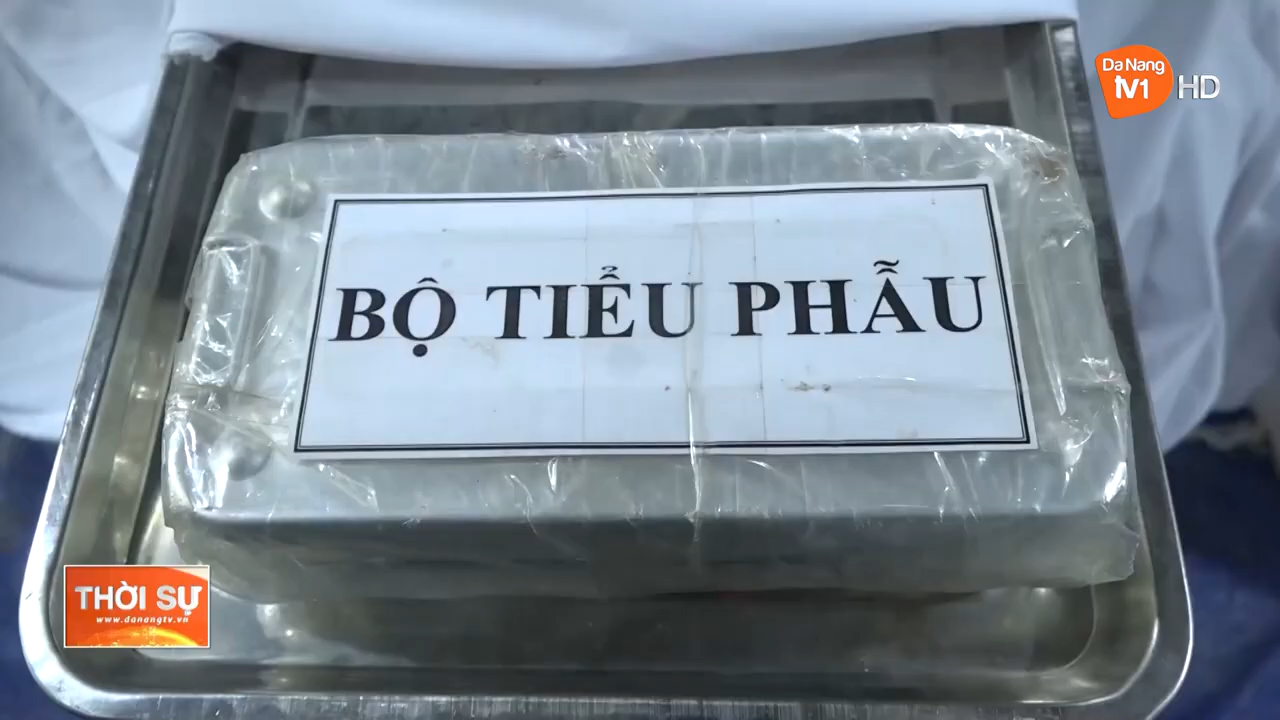 Da Nang
tv1 HD
BỘ TIỂU PHẪU
THỜI SỰ
www.danangtv.vn